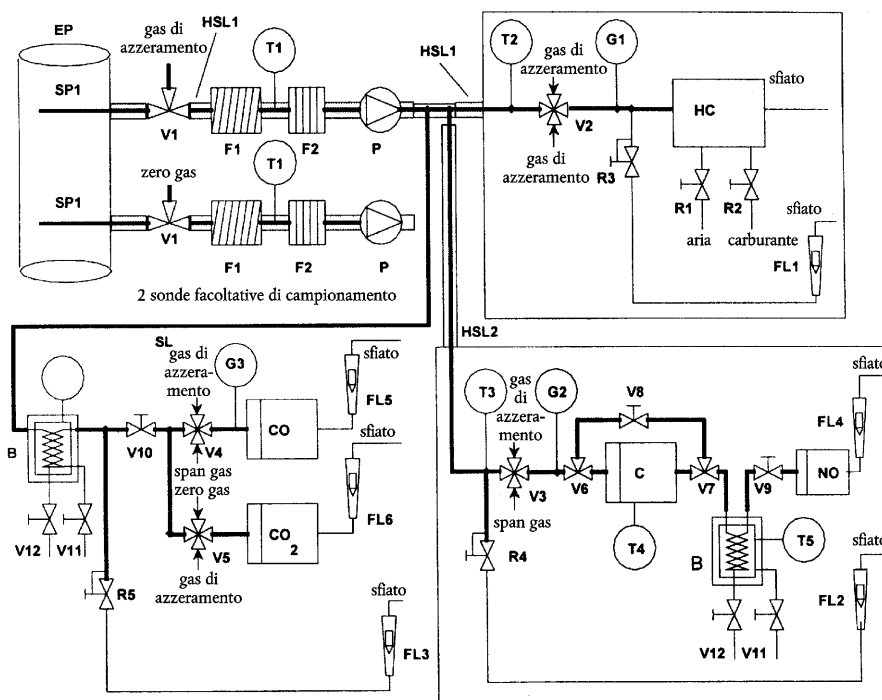 EP
gas di
azzeramento
HSL1
T1
SP1
V1
F1
F2
P
HSL1
T2
gas di
azzeramento
G1
V2
gas di
azzeramento
R3
HC
sfiato
R1
R2
aria
carburante
sfiato
FL1
zero gas
T1
SP1
V1
F1
F2
P
2 sonde facoltative di campionamento
HSL2
SL
gas di
azzera-
mento
G3
sfiato
FL5
B
V10
V4
CO
span gas
zero gas
sfiato
FL6
V5
CO
2
gas di
azzeramento
V12
V11
R5
sfiato
FL3
T3
gas
di
azzera-
mento
G2
V8
sfiato
FL4
V3
V6
C
V7
V9
NO
span gas
R4
T4
B
T5
sfiato
FL2
V12
V11